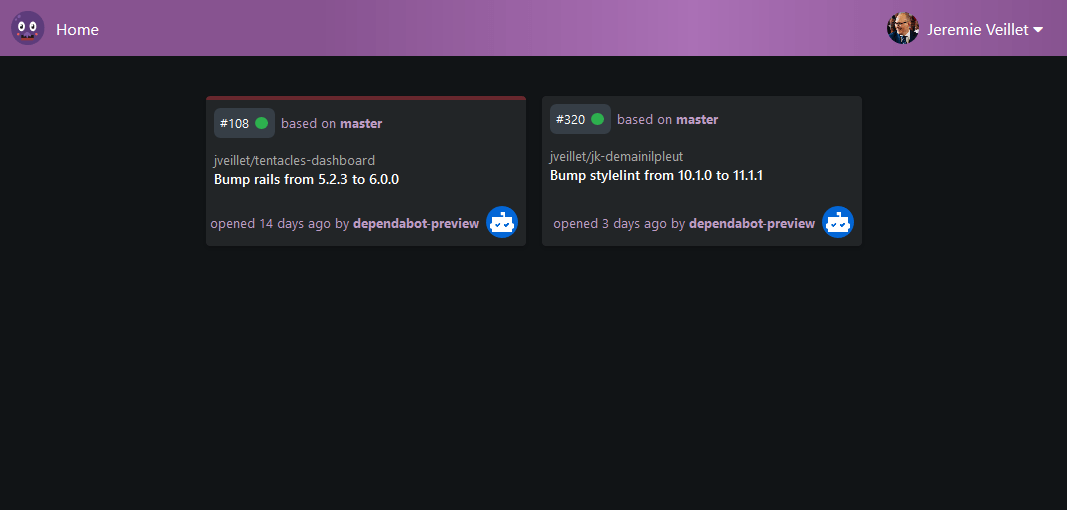 Home
Jeremie Veillet
#108 based on master
jveillet/tentacles-dashboard
Bump rails from 5.2.3 to 6.0.0
opened 14 days ago by dependabot-preview
#320 based on master
jveillet/jk-demainilpleut
Bump stylelint from 10.1.0 to 11.1.1
opened 3 days ago by dependabot-preview